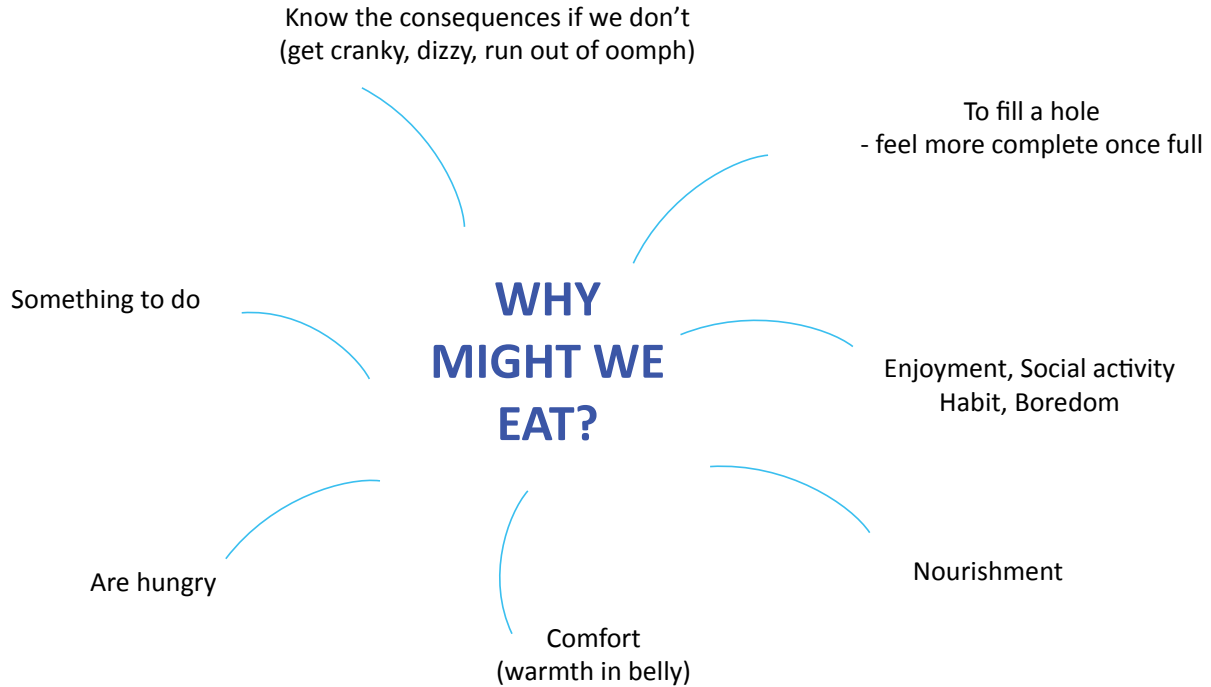 Know the consequences if we don’t
(get cranky, dizzy, run out of oomph)
To fill a hole
- feel more complete once full
Something to do
WHY
MIGHT WE
EAT?
Enjoyment, Social activity
Habit, Boredom
Are hungry
Nourishment
Comfort
(warmth in belly)